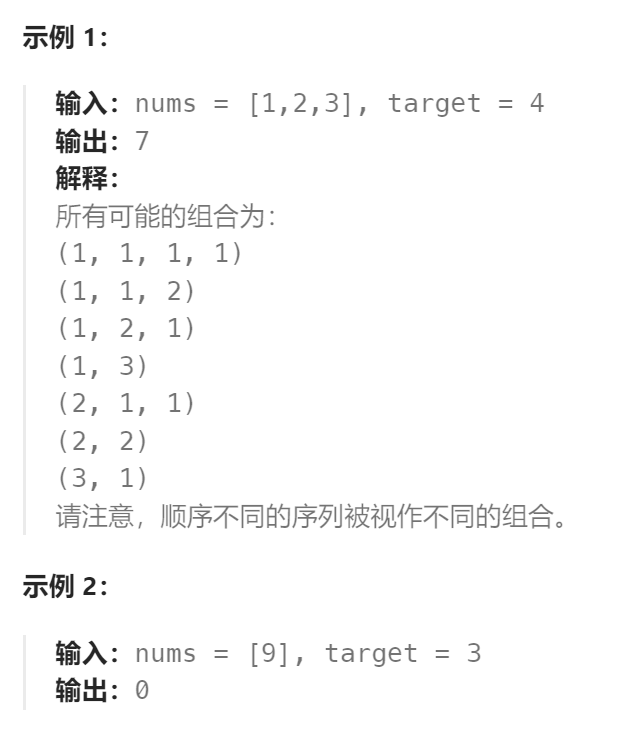 示例 1：
输入：nums = [1,2,3], target = 4
输出：7
解释：
所有可能的组合为：
(1, 1, 1, 1)
(1, 1, 2)
(1, 2, 1)
(1, 3)
(2, 1, 1)
(2, 2)
(3, 1)
请注意，顺序不同的序列被视作不同的组合。
示例 2：
输入：nums = [9], target = 3
输出：0